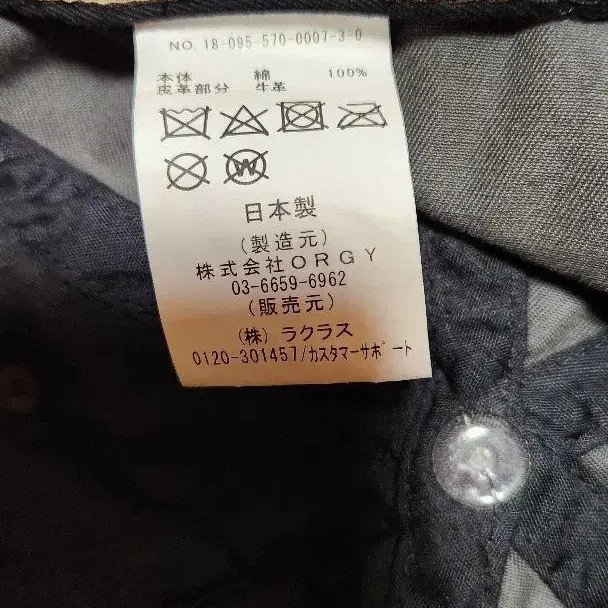 NO. 18-095-570-0007-3-0
本体 綿 100%
皮革部分 牛革
W
日本製
(製造元)
株式会社ORGY
03-6659-6962
(販売元)
(株) ラクラス
0120-301457/カスタマーサポート